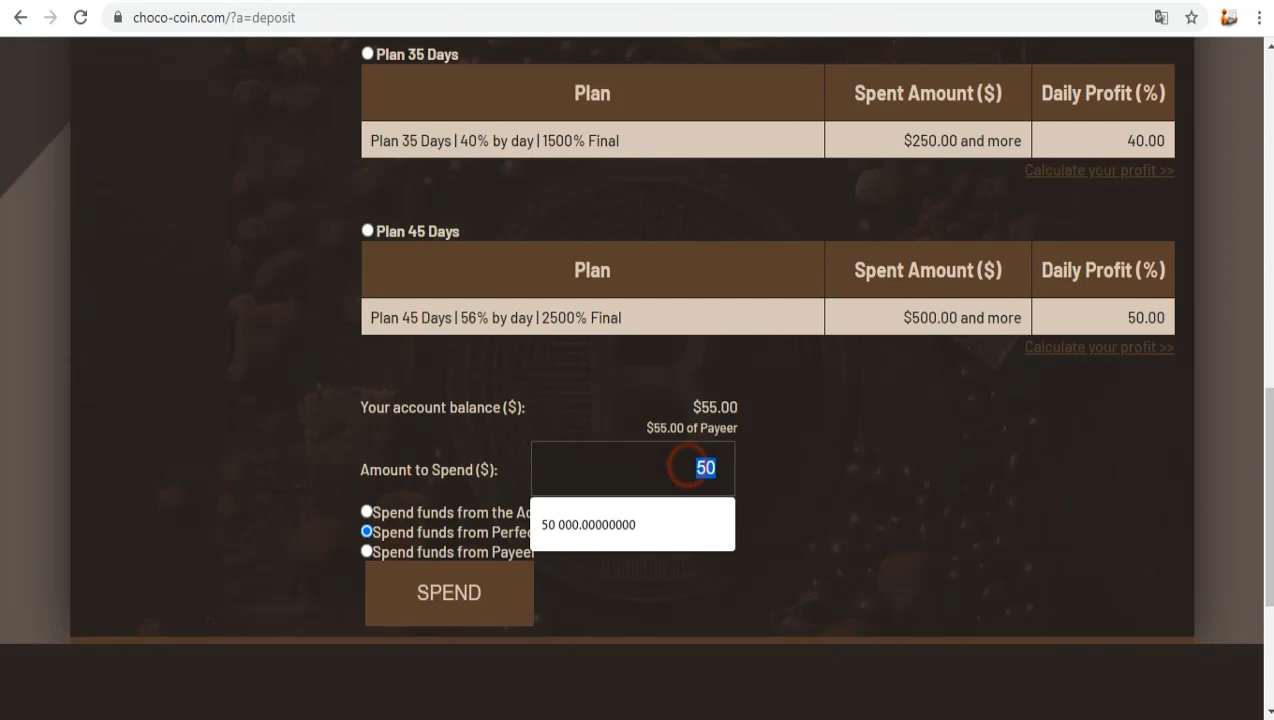 choco-coin.com/?a=deposit
Plan 35 Days
Plan Spent Amount ($) Daily Profit (%)
Plan 35 Days | 40% by day | 1500% Final $250.00 and more 40.00
Calculate your profit >>
Plan 45 Days
Plan Spent Amount ($) Daily Profit (%)
Plan 45 Days | 56% by day | 2500% Final $500.00 and more 50.00
Calculate your profit >>
Your account balance ($): $55.00
$55.00 of Payeer
Amount to Spend ($): 50
Spend funds from the Ac
50 000.00000000
Spend funds from Perfe
Spend funds from Payeer
SPEND